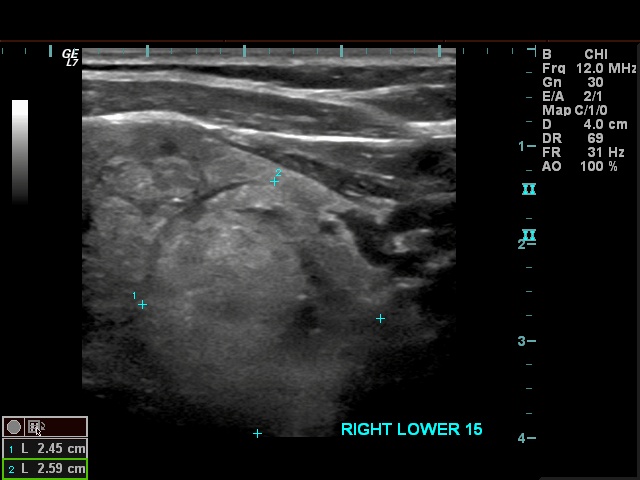 GE
L7
B CHI
Frq 12.0 MHz
Gn 30
E/A 2/1
Map C/1/0
D 4.0 cm
DR 69
FR 31 Hz
AO 100 %
1
2
3
4
2
1
RIGHT LOWER 15
1 L 2.45 cm
2 L 2.59 cm